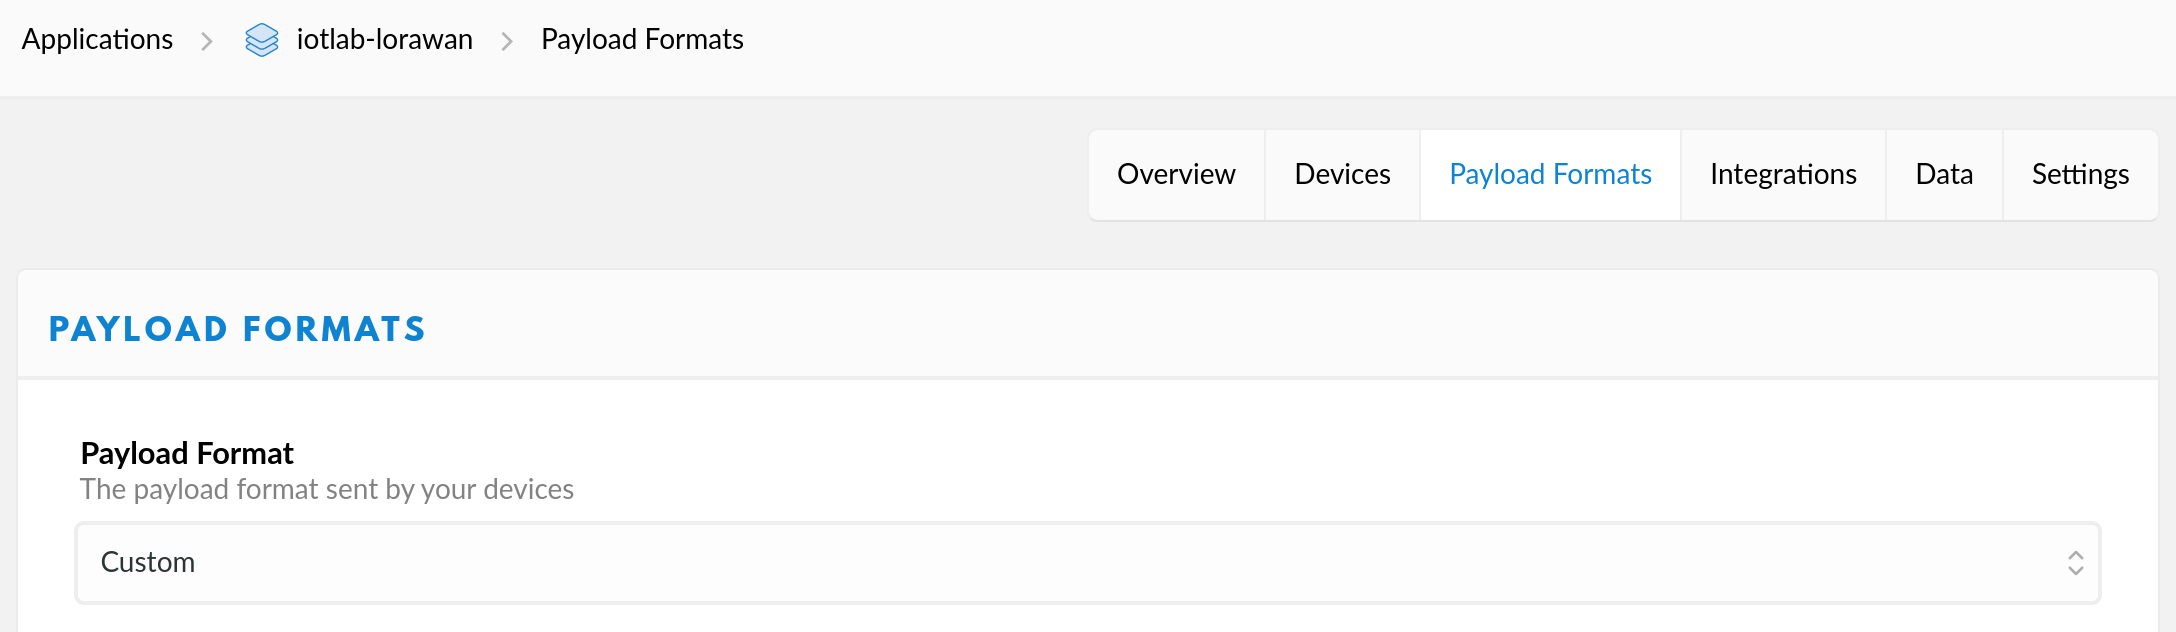 Applications iotlab-lorawan Payload Formats
Overview Devices Payload Formats Integrations Data Settings
PAYLOAD FORMATS
Payload Format
The payload format sent by your devices
Custom